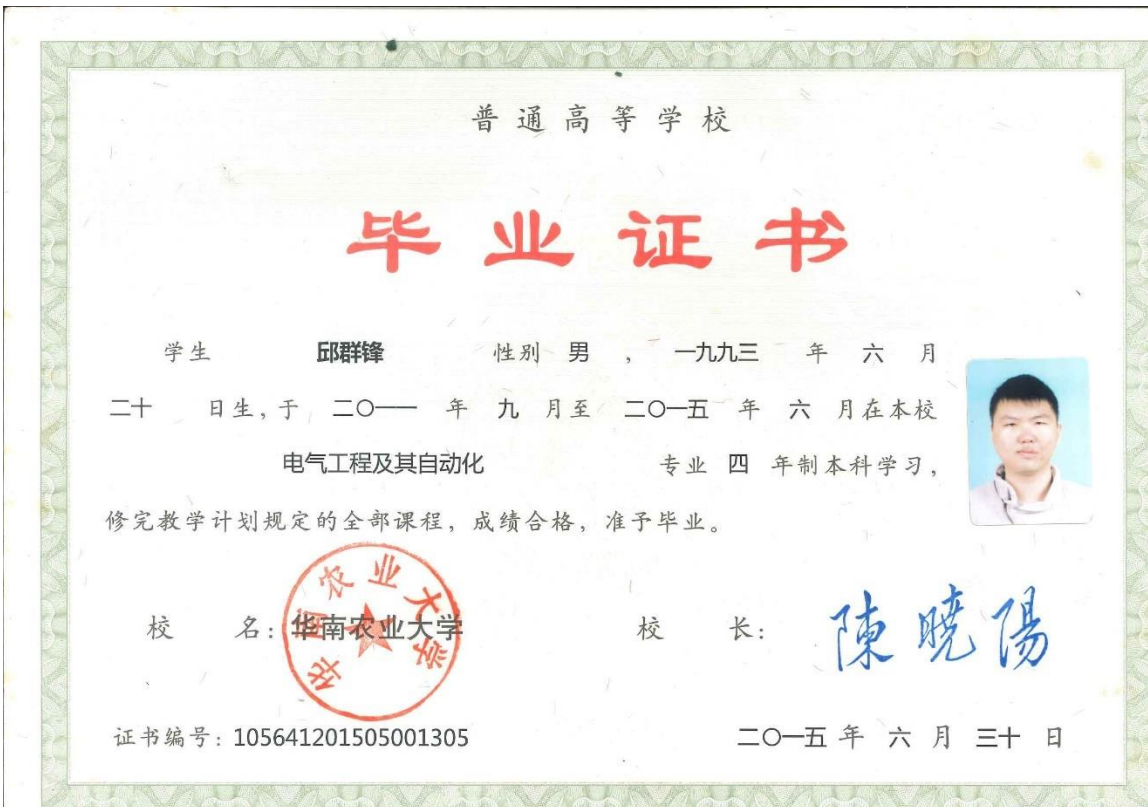 普通高等学校
毕业证书
学生 邱群锋 性别 男 , 一九九三 年 六 月
二十 日生, 于 二〇一一 年 九 月至 二〇一五 年 六 月在本校
电气工程及其自动化 专业 四 年制本科学习,
修完教学计划规定的全部课程, 成绩合格, 准予毕业。
校 名: 华南农业大学 校 长: 陳曉陽
华南农业大学
证书编号: 105641201505001305 二〇一五 年 六 月 三十 日